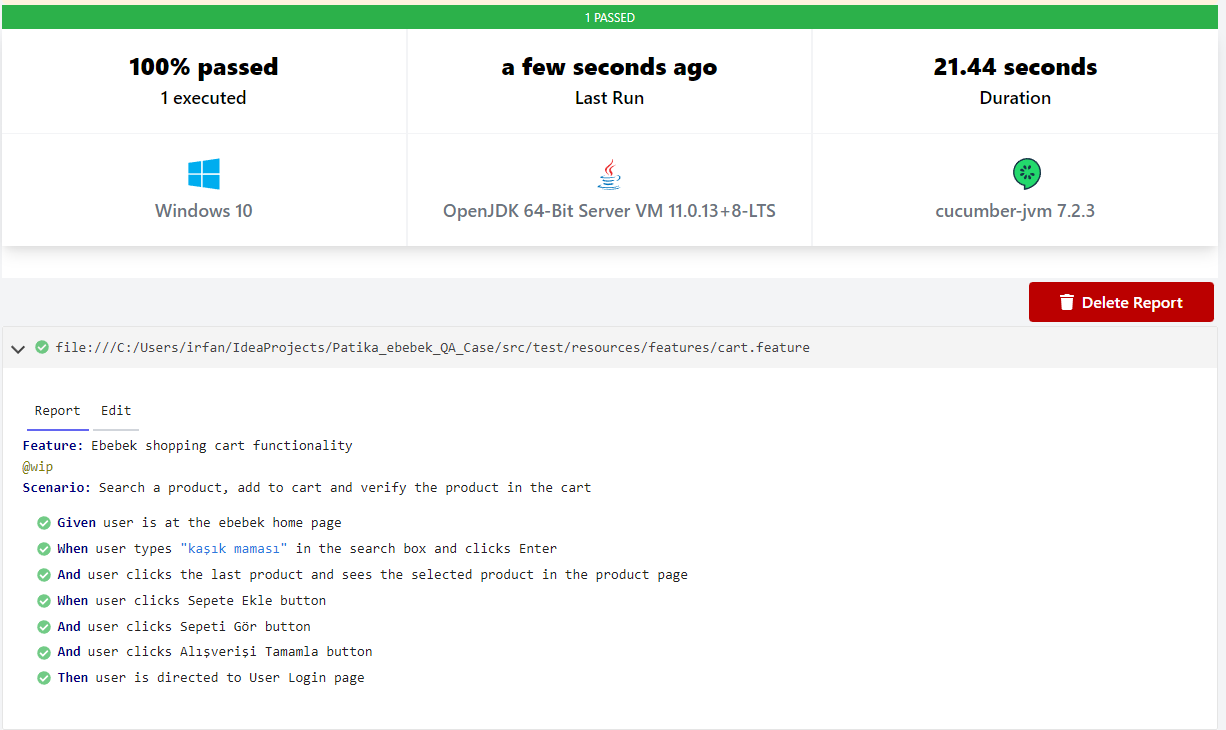 1 PASSED
100% passed
1 executed
a few seconds ago
Last Run
21.44 seconds
Duration
Windows 10
OpenJDK 64-Bit Server VM 11.0.13+8-LTS
cucumber-jvm 7.2.3
Delete Report
file:///C:/Users/irfan/IdeaProjects/Patika_ebebek_QA_Case/src/test/resources/features/cart.feature
Report Edit
Feature: Ebebek shopping cart functionality
@wip
Scenario: Search a product, add to cart and verify the product in the cart
Given user is at the ebebek home page
When user types "kaşık maması" in the search box and clicks Enter
And user clicks the last product and sees the selected product in the product page
When user clicks Sepete Ekle button
And user clicks Sepeti Gör button
And user clicks Alışverişi Tamamla button
Then user is directed to User Login page